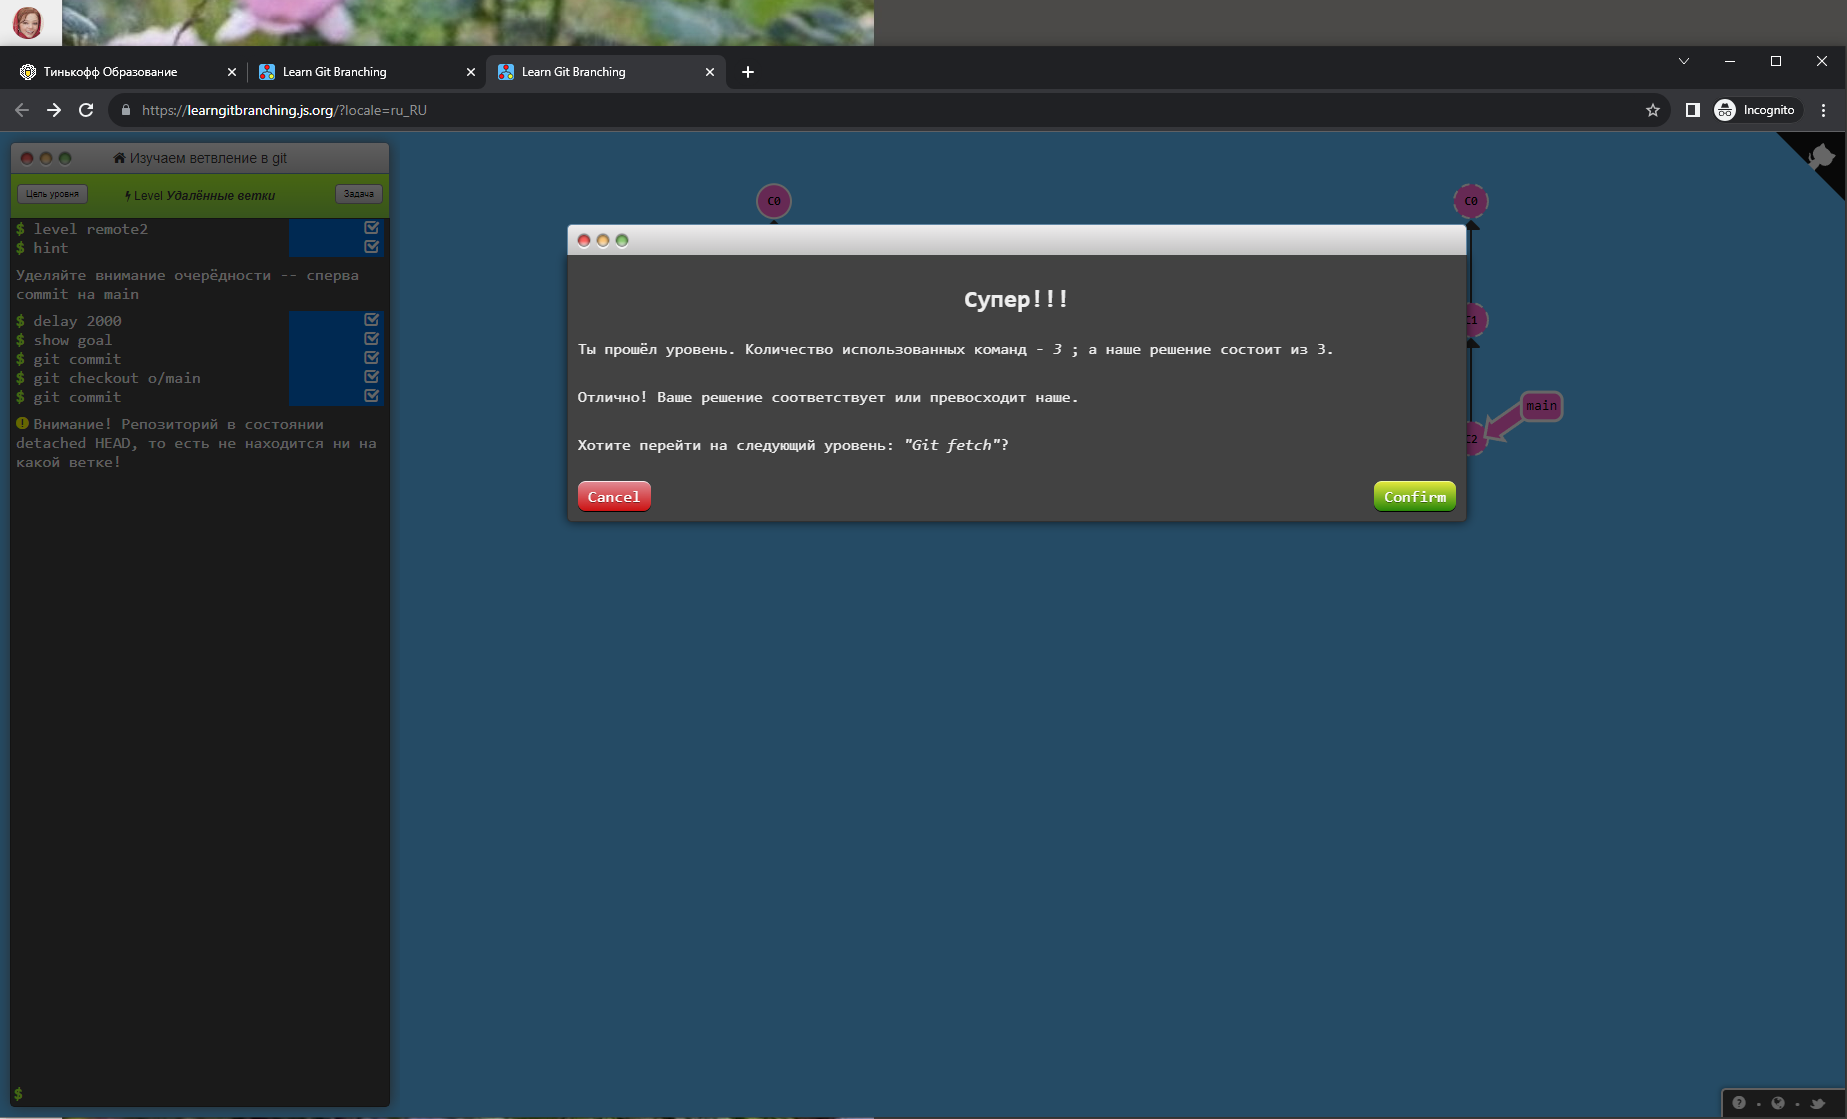 Тинькофф Образование
Learn Git Branching
Learn Git Branching
https://learngitbranching.js.org/?locale=ru_RU
Incognito
Изучаем ветвление в git
Цель уровня
Level Удалённые ветки
Задача
$ level remote2
$ hint
Уделяйте внимание очерёдности -- сперва
commit на main
$ delay 2000
$ show goal
$ git commit
$ git checkout o/main
$ git commit
Внимание! Репозиторий в состоянии
detached HEAD, то есть не находится ни на
какой ветке!
$
C0
C0
C1
C2
main
Супер!!!
Ты прошёл уровень. Количество использованных команд - 3 ; а наше решение состоит из 3.
Отлично! Ваше решение соответствует или превосходит наше.
Хотите перейти на следующий уровень: "Git fetch"?
Cancel
Confirm